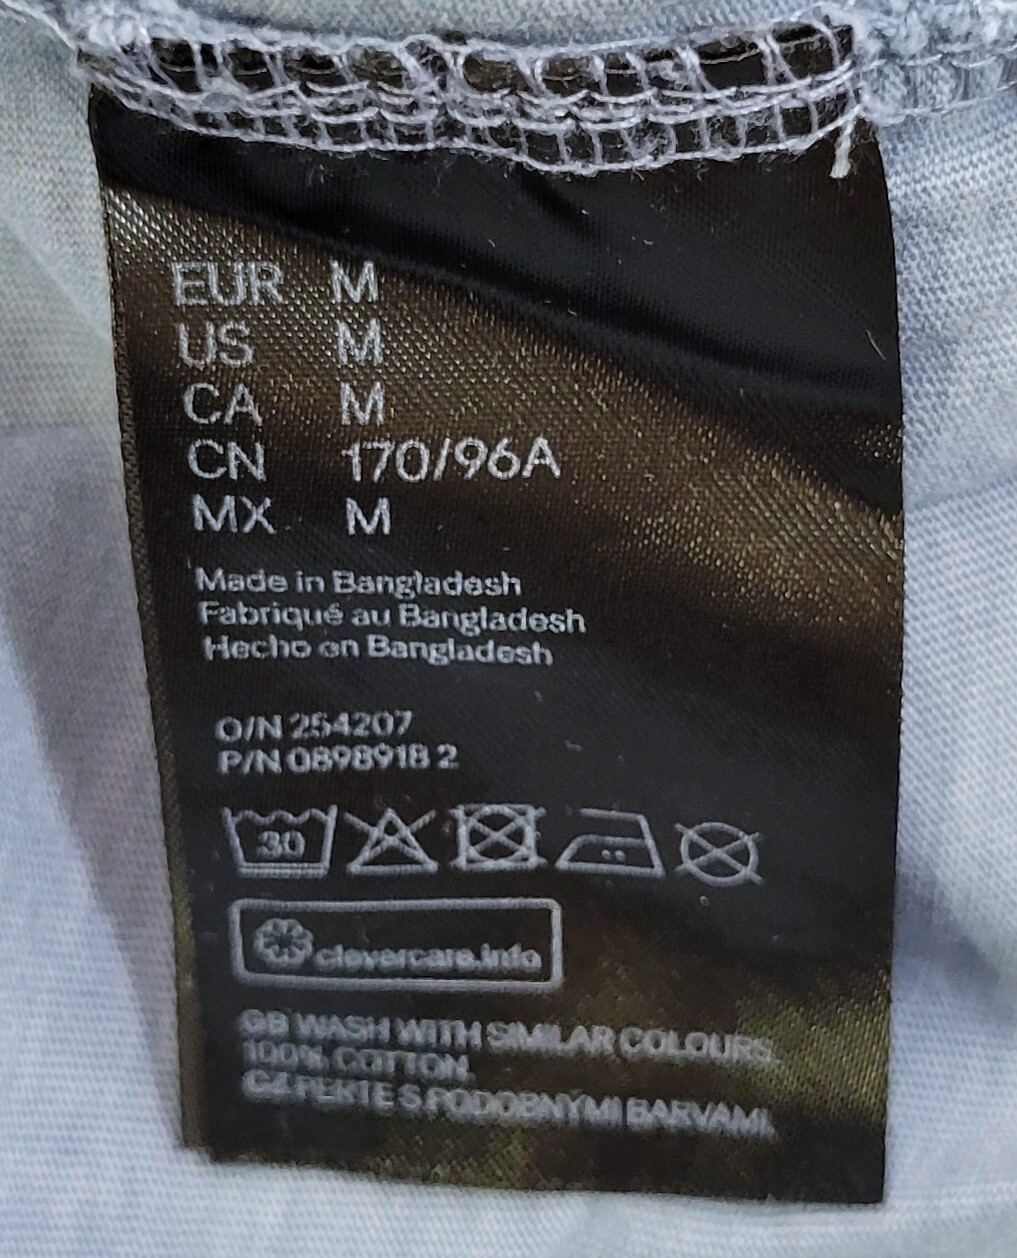 EUR M
US M
CA M
CN 170/96A
MX M
Made in Bangladesh
Fabriqué au Bangladesh
Hecho en Bangladesh
O/N 254207
P/N 0898918 2
30
clevercare.info
GB WASH WITH SIMILAR COLOURS.
100% COTTON.
CZ PERTE S PODOBNÝMI BARVAMI.